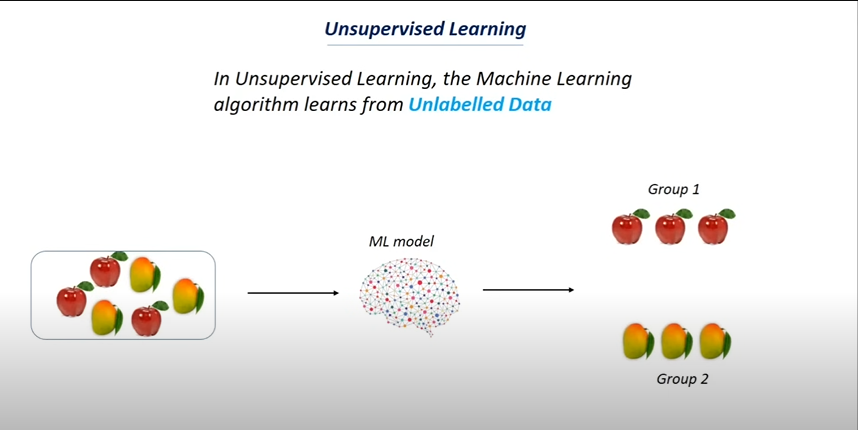 Unsupervised Learning
In Unsupervised Learning, the Machine Learning
algorithm learns from Unlabelled Data
Group 1
ML model
Group 2